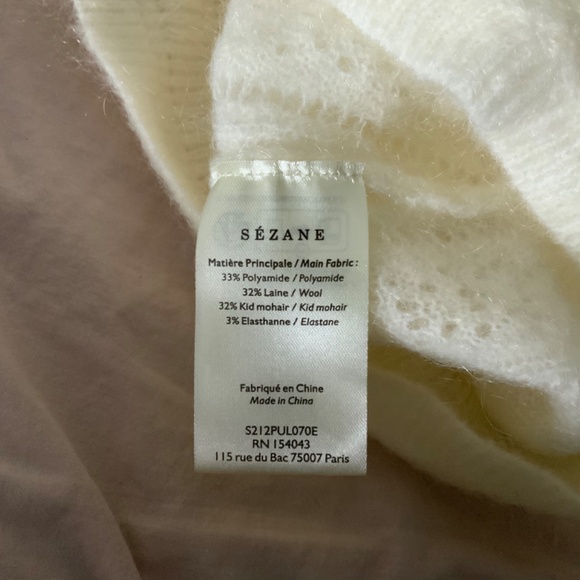 SÉZANE
Matière Principale / Main Fabric :
33% Polyamide / Polyamide
32% Laine / Wool
32% Kid mohair / Kid mohair
3% Elasthanne / Elastane
Fabriqué en Chine
Made in China
S212PUL070E
RN 154043
115 rue du Bac 75007 Paris